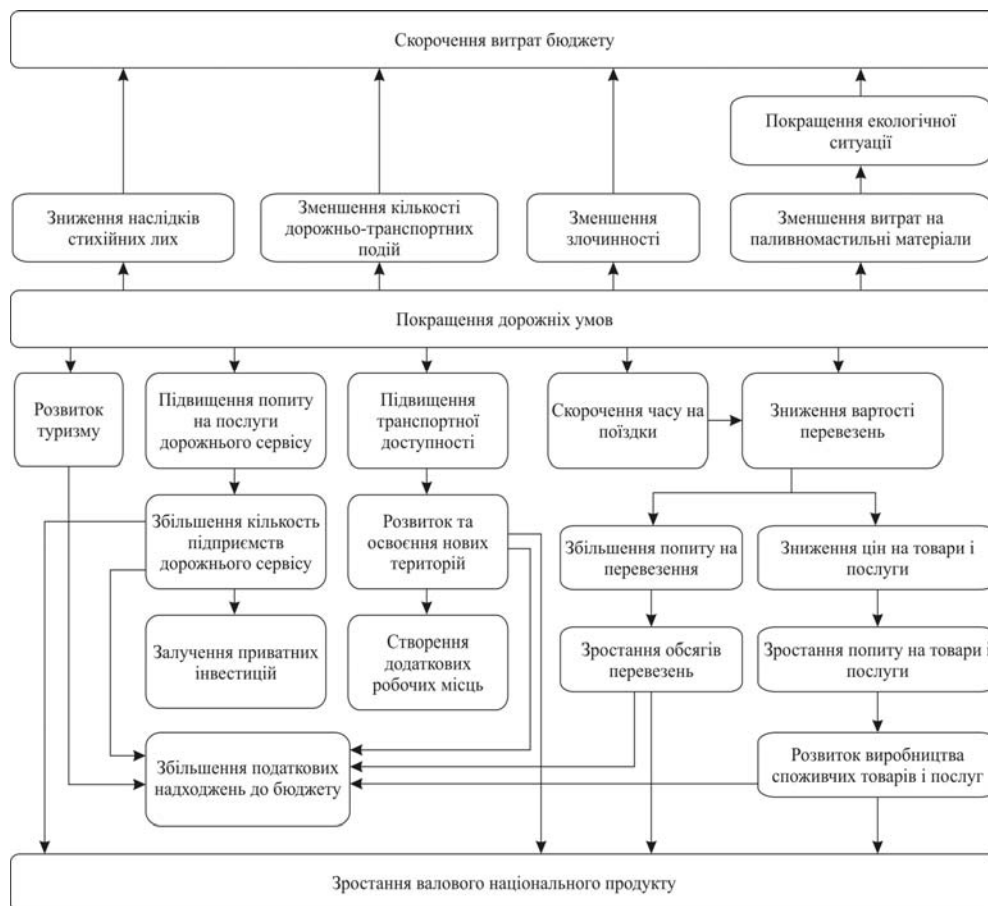 Скорочення витрат бюджету
Покращення екологічної
ситуації
Зниження наслідків
стихійних лих
Зменшення кількості
дорожньо-транспортних
подій
Зменшення
злочинності
Зменшення витрат на
паливномастильні матеріали
Покращення дорожніх умов
Розвиток
туризму
Підвищення попиту
на послуги
дорожнього сервісу
Підвищення
транспортної
доступності
Скорочення часу на
поїздки
Зниження вартості
перевезень
Збільшення кількость
підприємств
дорожнього сервісу
Розвиток та
освоєння нових
територій
Збільшення попиту на
перевезення
Зниження цін на товари і
послуги
Залучення приватних
інвестицій
Створення
додаткових
робочих місць
Зростання обсягів
перевезень
Зростання попиту на товари і
послуги
Збільшення податкових
надходжень до бюджету
Розвиток виробництва
споживчих товарів і послуг
Зростання валового національного продукту